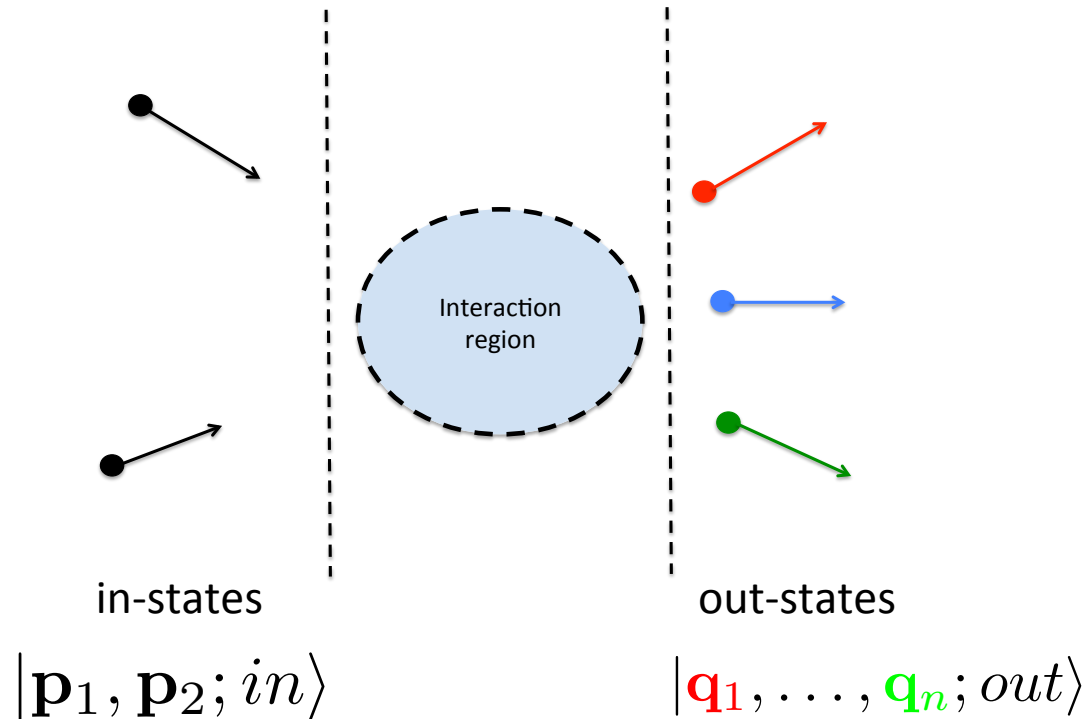 Interaction
region
in-states
out-states
|𝐩₁, 𝐩₂; in⟩
|𝐪₁, . . . , 𝐪ₙ; out⟩